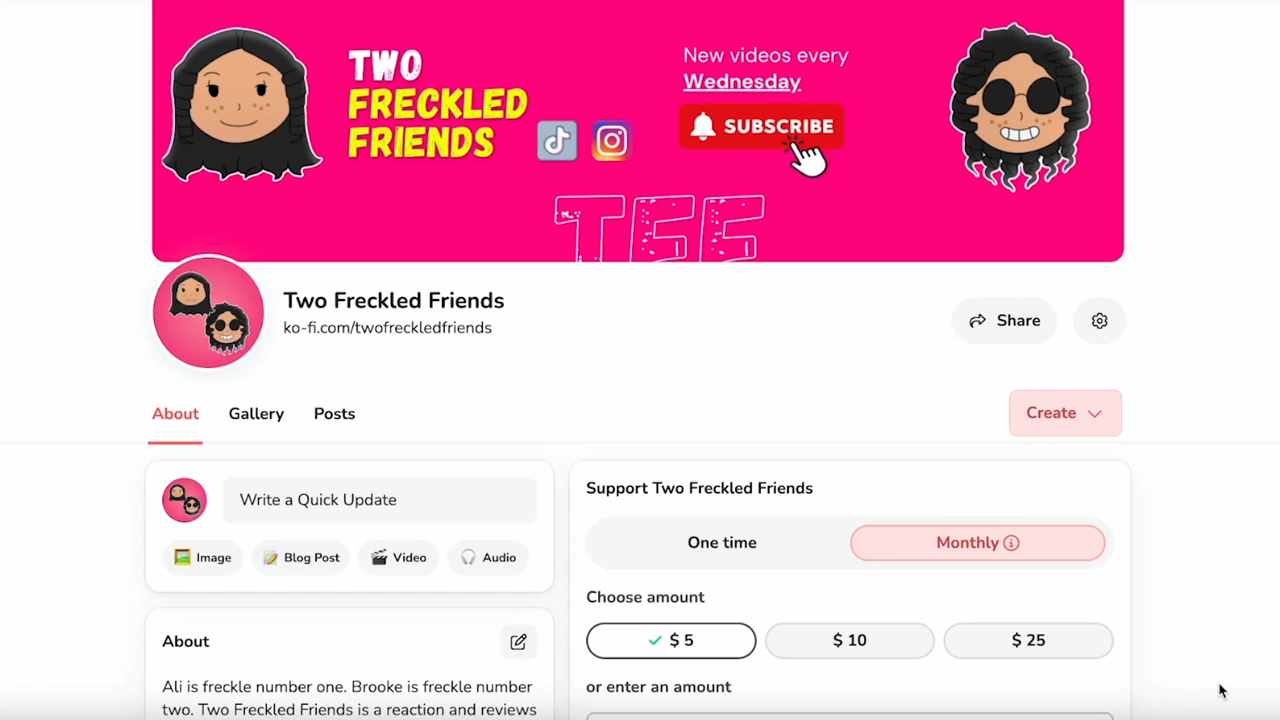 TWO
FRECKLED
FRIENDS
New videos every
Wednesday
SUBSCRIBE
TEE
Two Freckled Friends
ko-fi.com/twofreckledfriends
Share
About
Gallery
Posts
Create
Write a Quick Update
Image
Blog Post
Video
Audio
About
Ali is freckle number one. Brooke is freckle number
two. Two Freckled Friends is a reaction and reviews
Support Two Freckled Friends
One time
Monthly
Choose amount
$ 5
$ 10
$ 25
or enter an amount